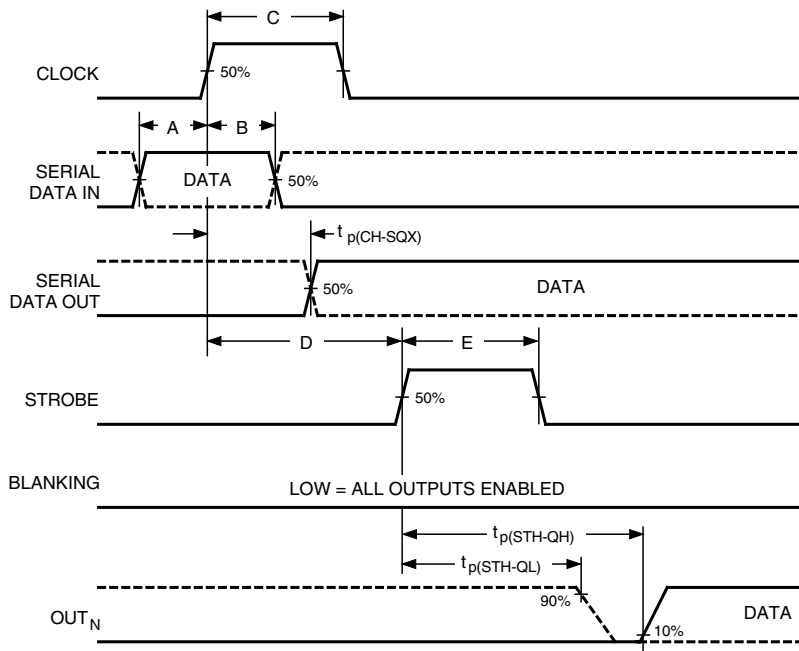 C
CLOCK
50%
A
B
SERIAL
DATA IN
DATA
50%
t p(CH-SQX)
SERIAL
DATA OUT
50%
DATA
D
E
STROBE
50%
BLANKING
LOW = ALL OUTPUTS ENABLED
t p(STH-QH)
t p(STH-QL)
90%
OUT N
10%
DATA